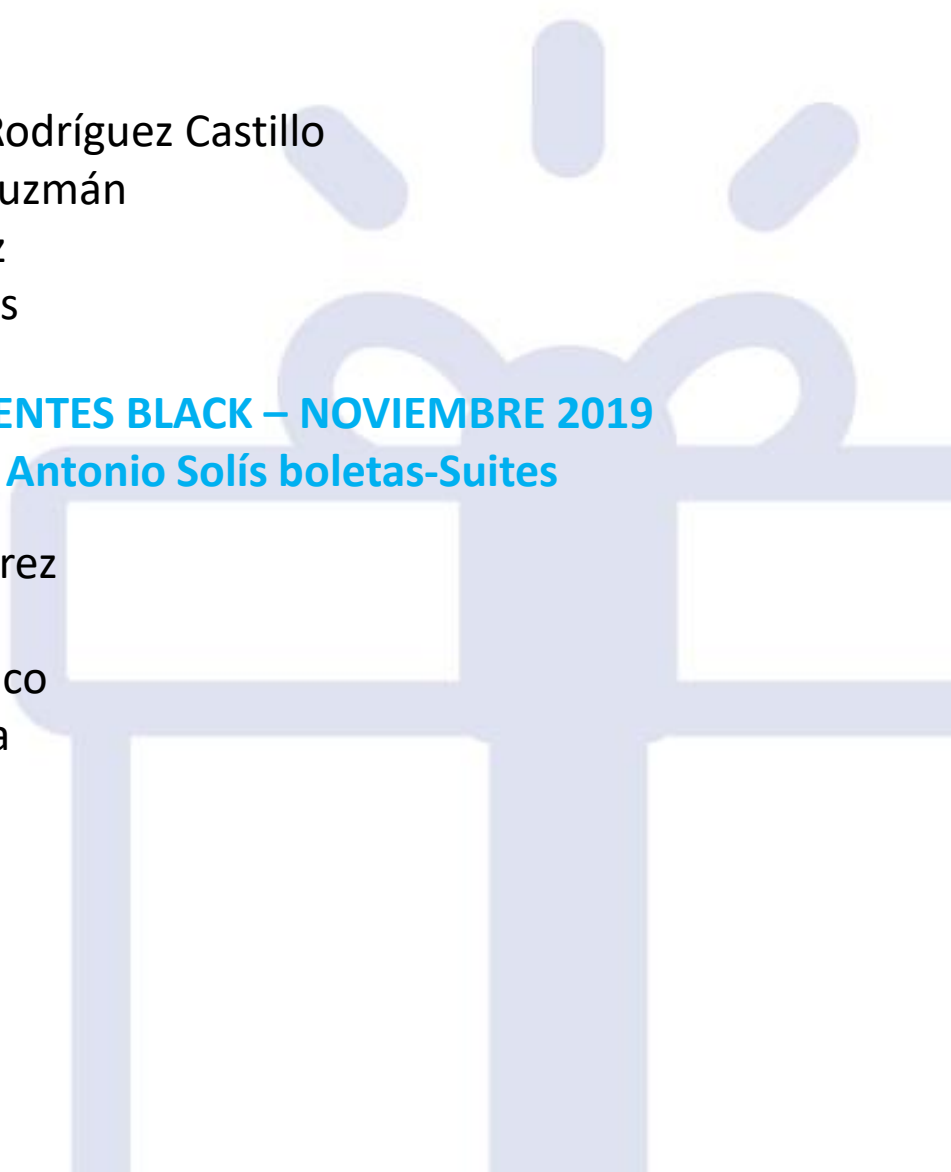 Rodríguez Castillo
uzmán
z
s
ENTES BLACK – NOVIEMBRE 2019
Antonio Solís boletas-Suites
rez
co
a